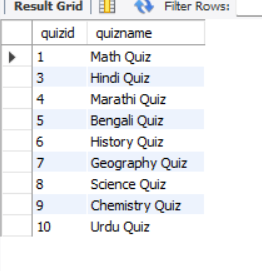 Result Grid Filter Rows:
quizid quizname
1 Math Quiz
3 Hindi Quiz
4 Marathi Quiz
5 Bengali Quiz
6 History Quiz
7 Geography Quiz
8 Science Quiz
9 Chemistry Quiz
10 Urdu Quiz